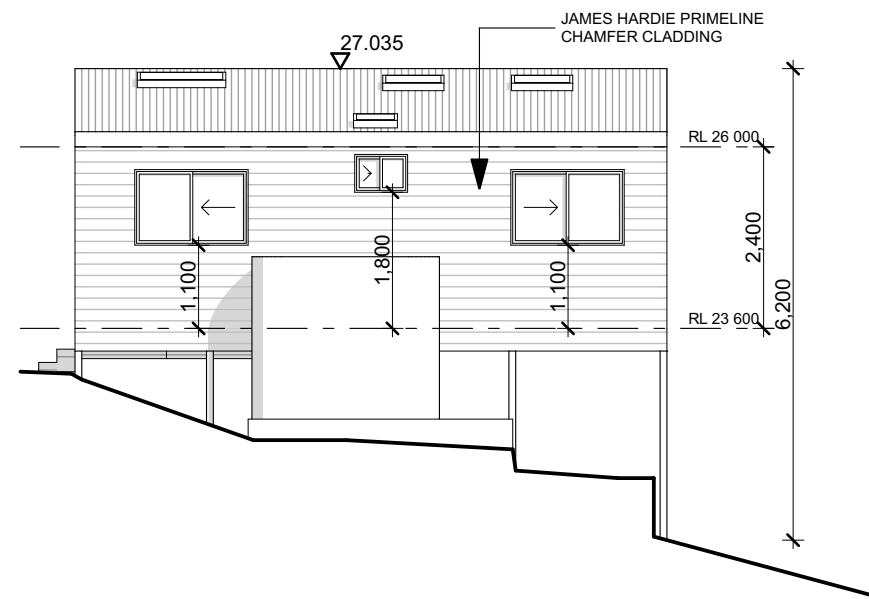 JAMES HARDIE PRIMELINE
CHAMFER CLADDING
27.035
RL 26 000
2,400
1,800
1,100
1,100
6,200
RL 23 600